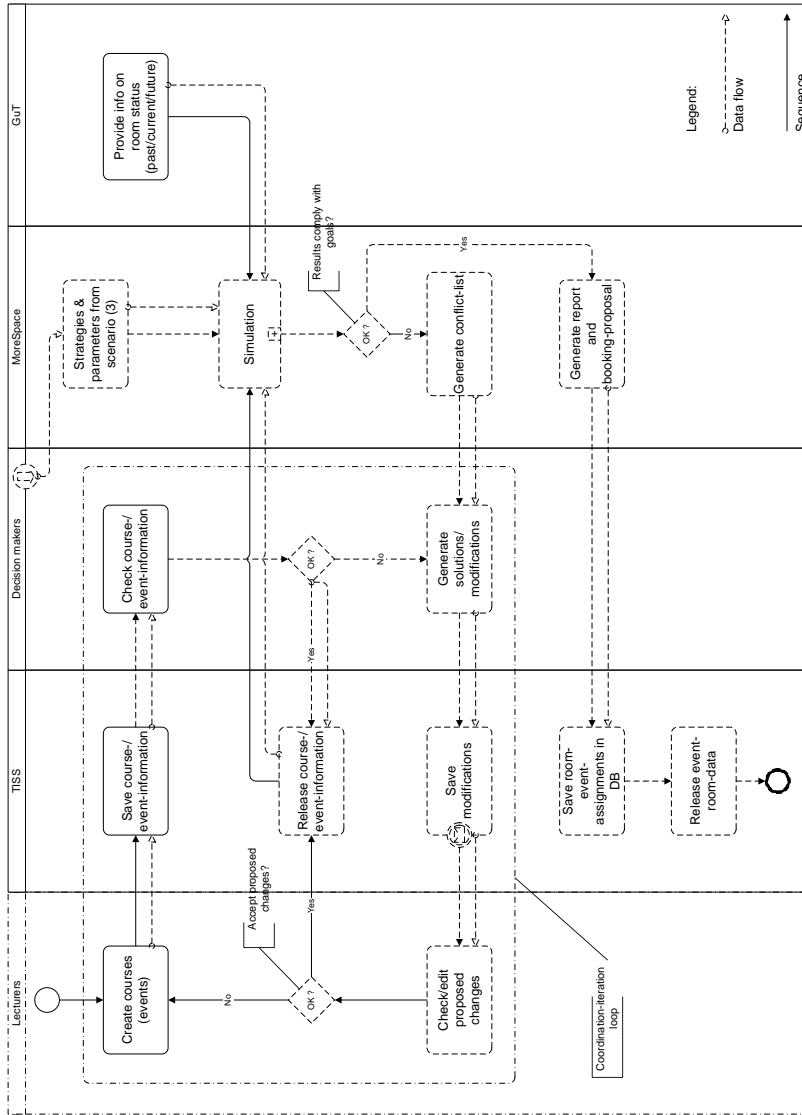 GuT
Provide info on
room status
(past/current/future)
Legend:
Data flow
Sequence
MoreSpace
Strategies &
parameters from
scenario (3)
Simulation
Results comply with
goals?
OK ?
No
Yes
Generate conflict-list
Generate report
and
booking-proposal
Decision makers
Check course-/
event-information
OK ?
No
Yes
Generate
solutions/
modifications
TISS
Save course-/
event-information
Release course-/
event-information
Save
modifications
Save room-
event-
assignments in
DB
Release event-
room-data
Lecturers
Create courses
(events)
Accept proposed
changes?
No
OK ?
Yes
Check/edit
proposed
changes
Coordination-iteration
loop